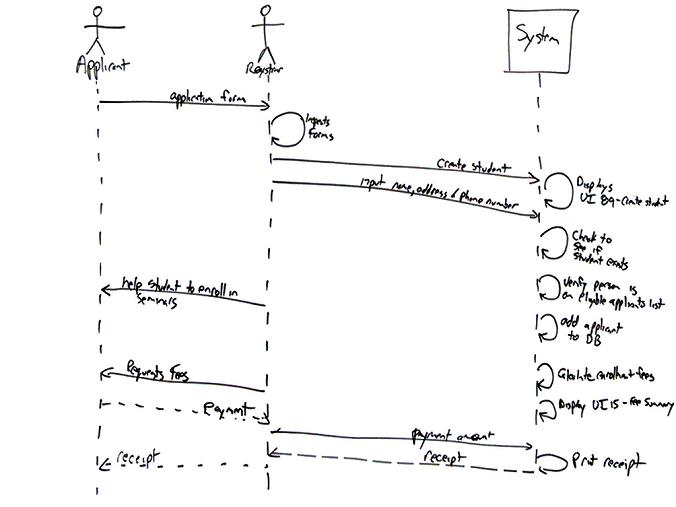 Applicant
Registrar
System
application form
Ingests
forms
Create student
Displays
UI 89-create student
input name, address & phone number
Check to
see if
student exists
help student to enroll in
seminars
verify person is
on eligible applicants list
add applicant
to DB
Requests fees
Calculate enrollment fees
Payment
Display UI 15 - Fee summary
payment amount
receipt
receipt
Print receipt